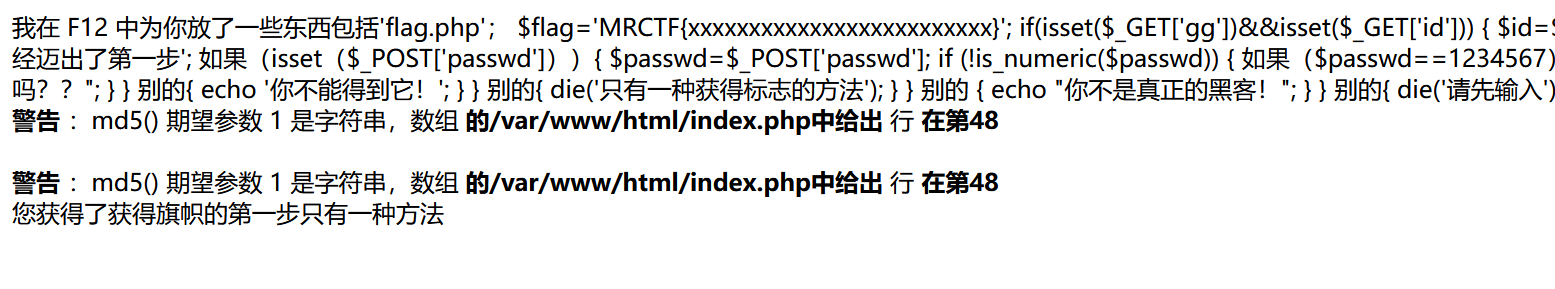 我在 F12 中为你放了一些东西包括'flag.php'； $flag='MRCTF{xxxxxxxxxxxxxxxxxxxxxxxxx}'; if(isset($_GET['gg'])&&isset($_GET['id'])) { $id=$
经迈出了第一步'; 如果（isset（$_POST['passwd']））{ $passwd=$_POST['passwd']; if (!is_numeric($passwd)) { 如果（$passwd==1234567)
吗？？"; } } 别的{ echo '你不能得到它！'; } } 别的{ die('只有一种获得标志的方法'); } } 别的 { echo "你不是真正的黑客！"; } } 别的{ die('请先输入')
警告 ：md5() 期望参数 1 是字符串，数组 的/var/www/html/index.php中给出 行 在第48
警告 ：md5() 期望参数 1 是字符串，数组 的/var/www/html/index.php中给出 行 在第48
您获得了获得旗帜的第一步只有一种方法